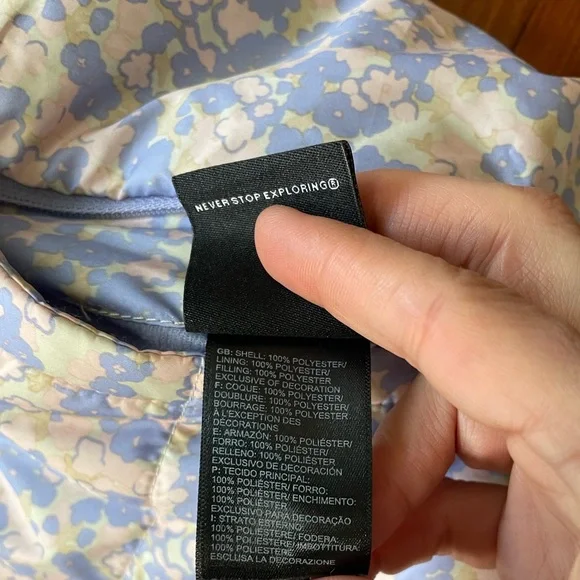 NEVER STOP EXPLORING®
GB: SHELL: 100% POLYESTER/
LINING: 100% POLYESTER/
FILLING: 100% POLYESTER/
EXCLUSIVE OF DECORATION
F: COQUE: 100% POLYESTER/
DOUBLURE: 100% POLYESTER/
BOURRAGE: 100% POLYESTER/
À L'EXCEPTION DES
DÉCORATIONS
E: ARMAZÓN: 100% POLIÉSTER/
FORRO: 100% POLIÉSTER/
RELLENO: 100% POLIÉSTER/
EXCLUSIVO DE DECORACIÓN
P: TECIDO PRINCIPAL:
100% POLIÉSTER/ FORRO:
100% POLIÉSTER/ ENCHIMENTO:
100% POLIÉSTER/
EXCLUSIVO PARA DECORAÇÃO
I: STRATO ESTERNO:
100% POLIESTERE/ FODERA:
100% POLIESTERE/ IMBOTTITURA:
100% POLIESTERE/
ESCLUSA LA DECORAZIONE